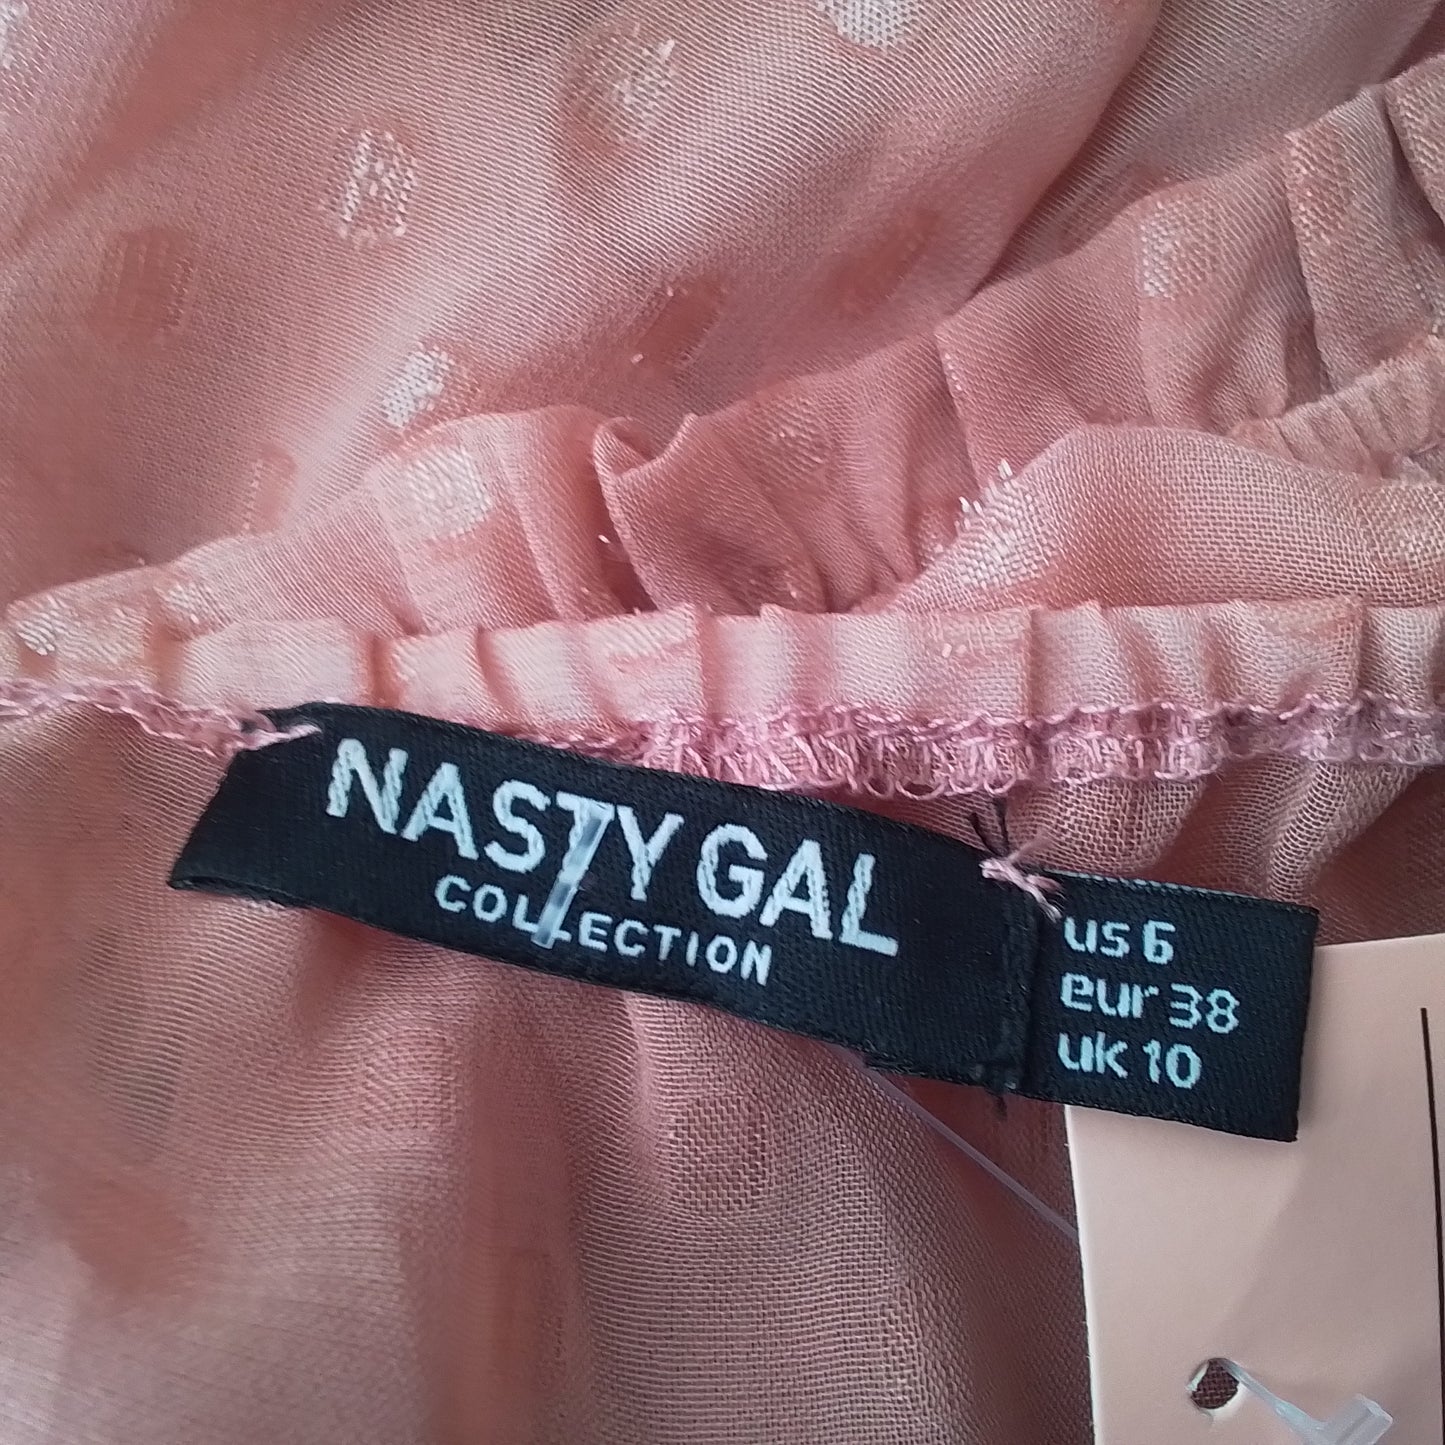 NASTY GAL
COLLECTION
us 6
eur 38
uk 10